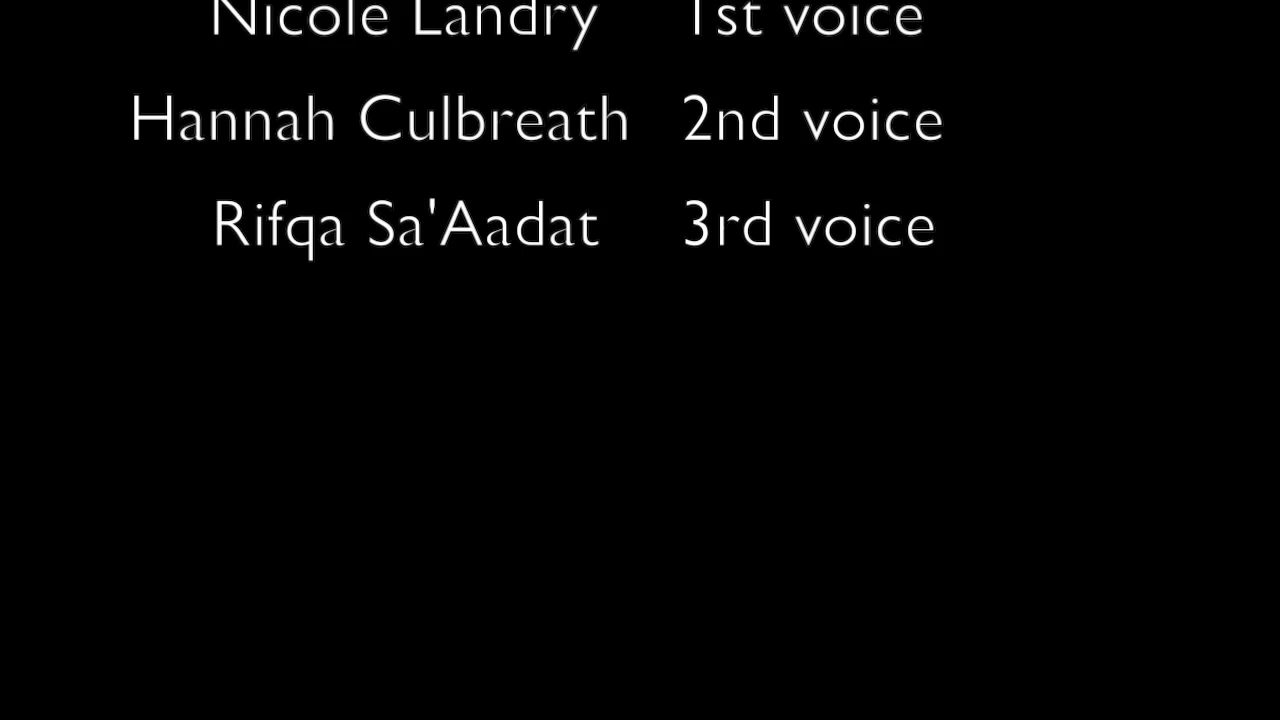 Nicole Landry 1st voice
Hannah Culbreath 2nd voice
Rifqa Sa'Aadat 3rd voice